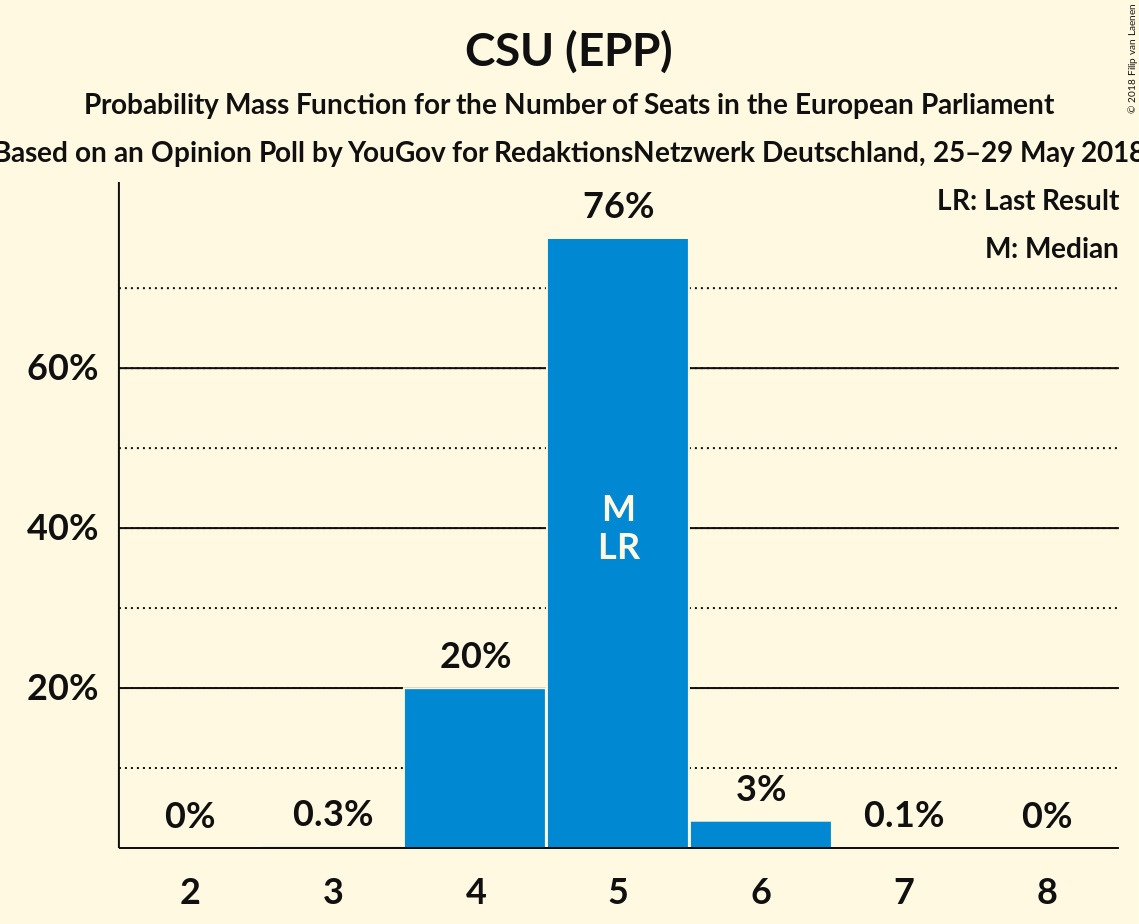 CSU (EPP)
Probability Mass Function for the Number of Seats in the European Parliament
Based on an Opinion Poll by YouGov for RedaktionsNetzwerk Deutschland, 25–29 May 2018
© 2018 Filip van Laenen
LR: Last Result
M: Median
76%
60%
40%
20%
M
LR
20%
0%
0.3%
3%
0.1%
0%
2 3 4 5 6 7 8